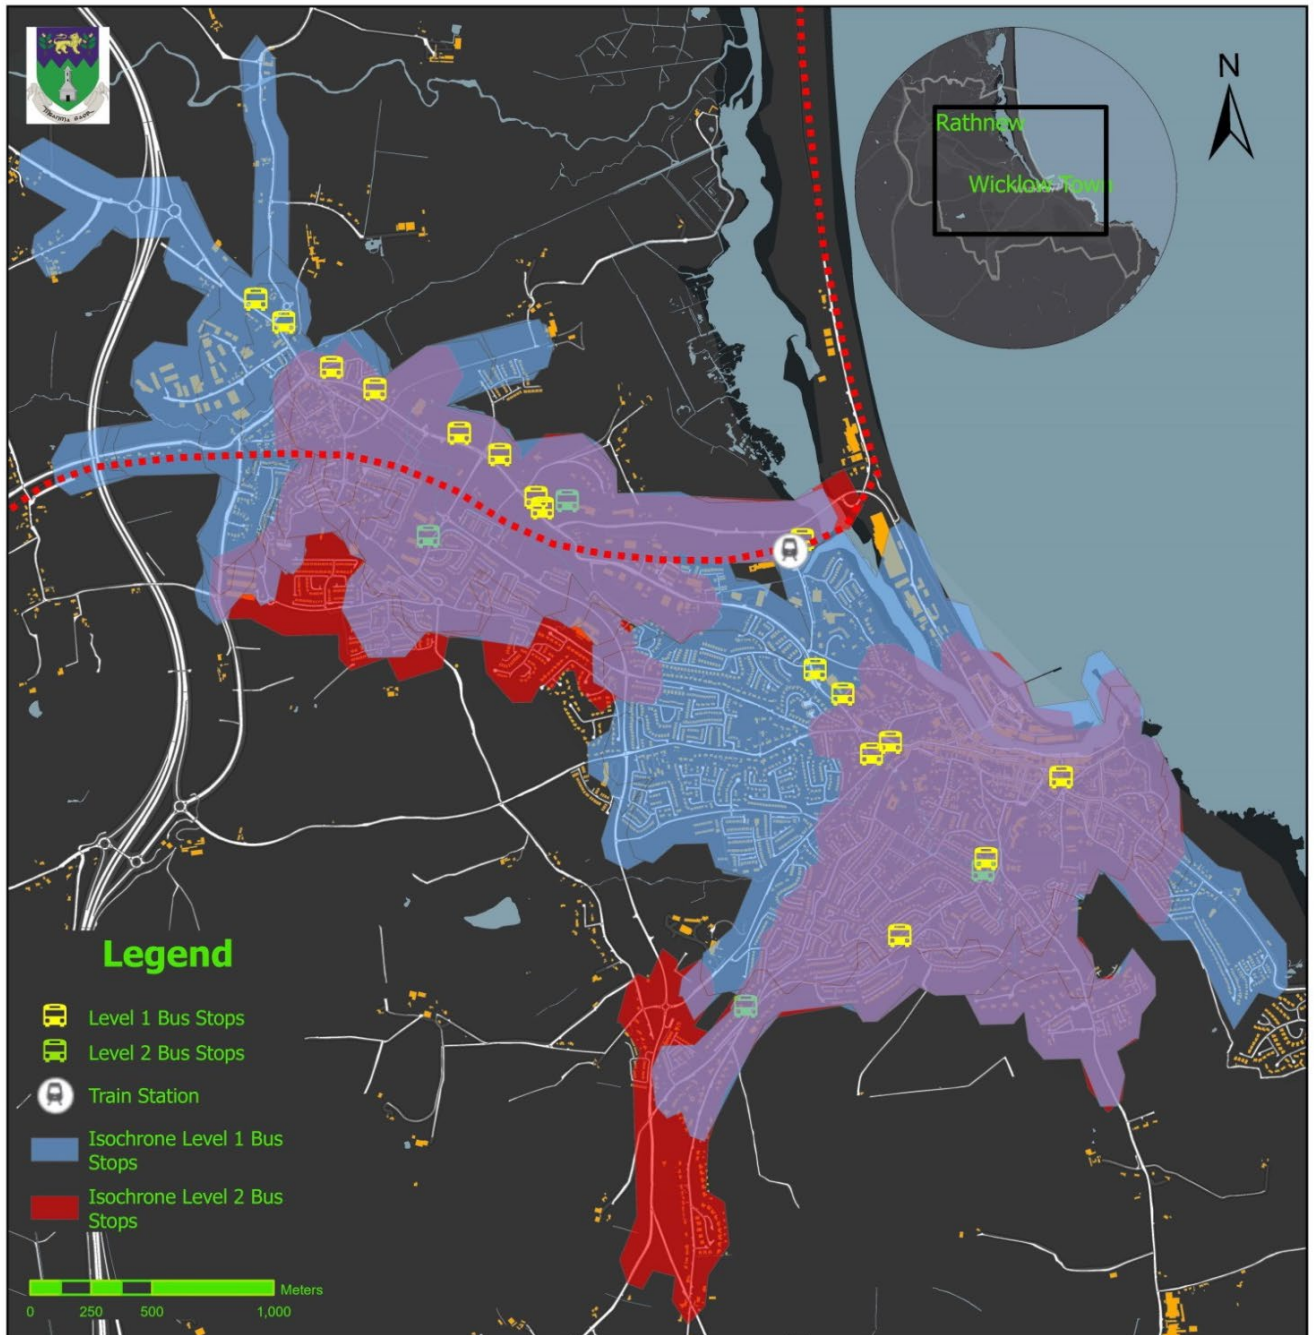 N
Rathnew
Wicklow Town
Legend
Level 1 Bus Stops
Level 2 Bus Stops
Train Station
Isochrone Level 1 Bus
Stops
Isochrone Level 2 Bus
Stops
Meters
0 250 500 1,000